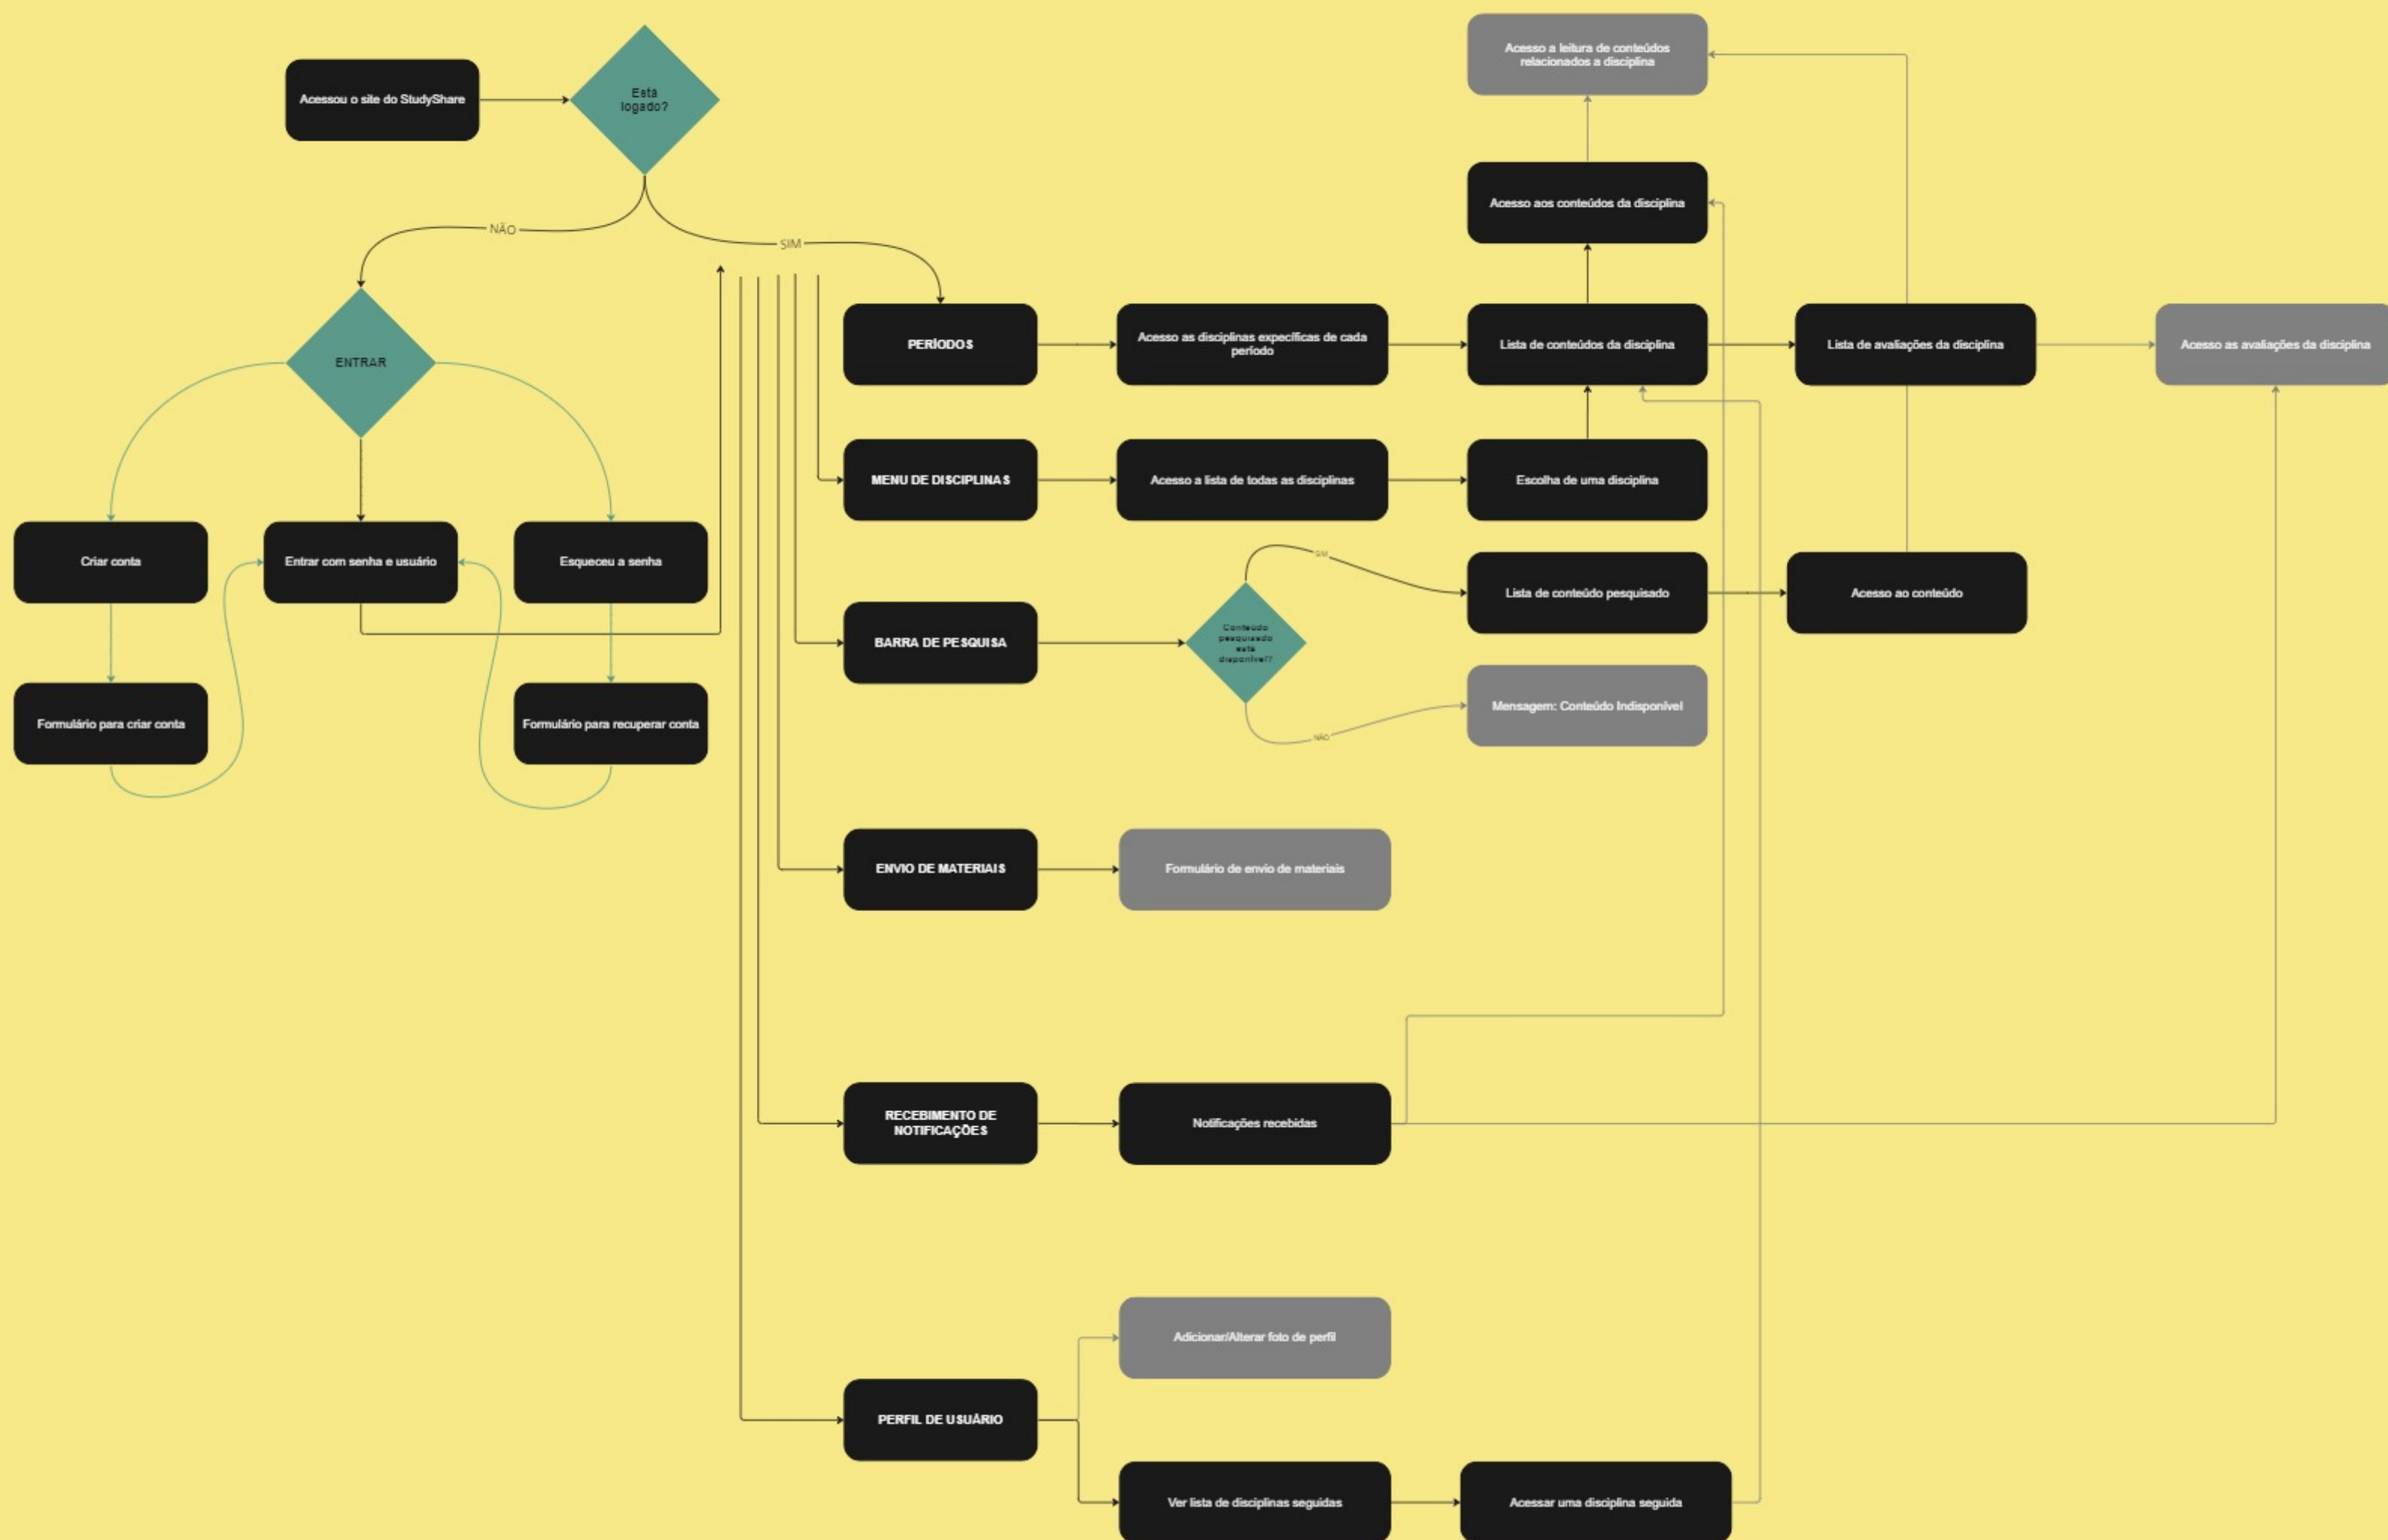 Acessou o site do StudyShare
Está
logado?
NÃO
SIM
ENTRAR
Criar conta
Entrar com senha e usuário
Esqueceu a senha
Formulário para criar conta
Formulário para recuperar conta
Acesso a leitura de conteúdos
relacionados a disciplina
Acesso aos conteúdos da disciplina
PERÍODOS
Acesso as disciplinas expecíficas de cada
período
Lista de conteúdos da disciplina
Lista de avaliações da disciplina
Acesso as avaliações da disciplina
MENU DE DISCIPLINAS
Acesso a lista de todas as disciplinas
Escolha de uma disciplina
BARRA DE PESQUISA
Conteúdo
pesquisado
está
disponível?
SIM
Lista de conteúdo pesquisado
Acesso ao conteúdo
NÃO
Mensagem: Conteúdo Indisponível
ENVIO DE MATERIAIS
Formulário de envio de materiais
RECEBIMENTO DE
NOTIFICAÇÕES
Notificações recebidas
PERFIL DE USUÁRIO
Adicionar/Alterar foto de perfil
Ver lista de disciplinas seguidas
Acessar uma disciplina seguida